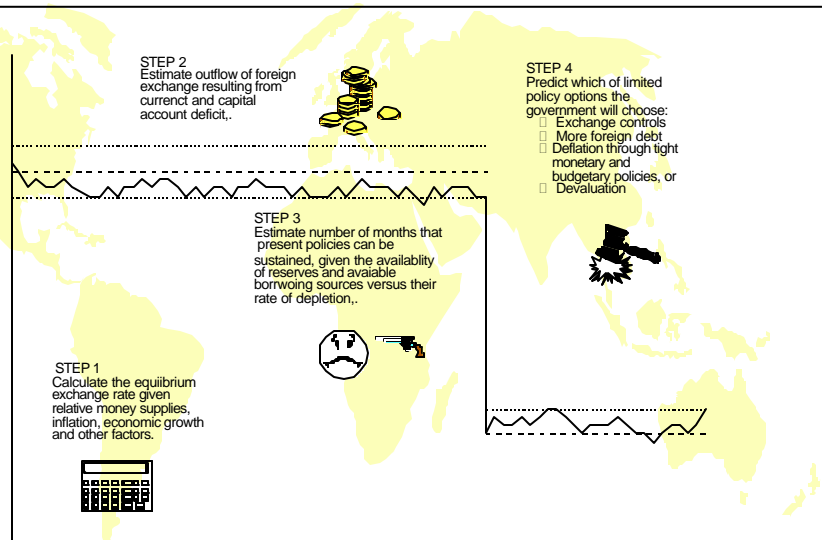 STEP 1
Calculate the equiibrium
exchange rate given
relative money supplies,
inflation, economic growth
and other factors.
STEP 2
Estimate outflow of foreign
exchange resulting from
currenct and capital
account deficit,.
STEP 3
Estimate number of months that
present policies can be
sustained, given the availablity
of reserves and avaiable
borrwoing sources versus their
rate of depletion,.
STEP 4
Predict which of limited
policy options the
government will choose:
▯ Exchange controls
▯ More foreign debt
▯ Deflation through tight
monetary and
budgetary policies, or
▯ Devaluation